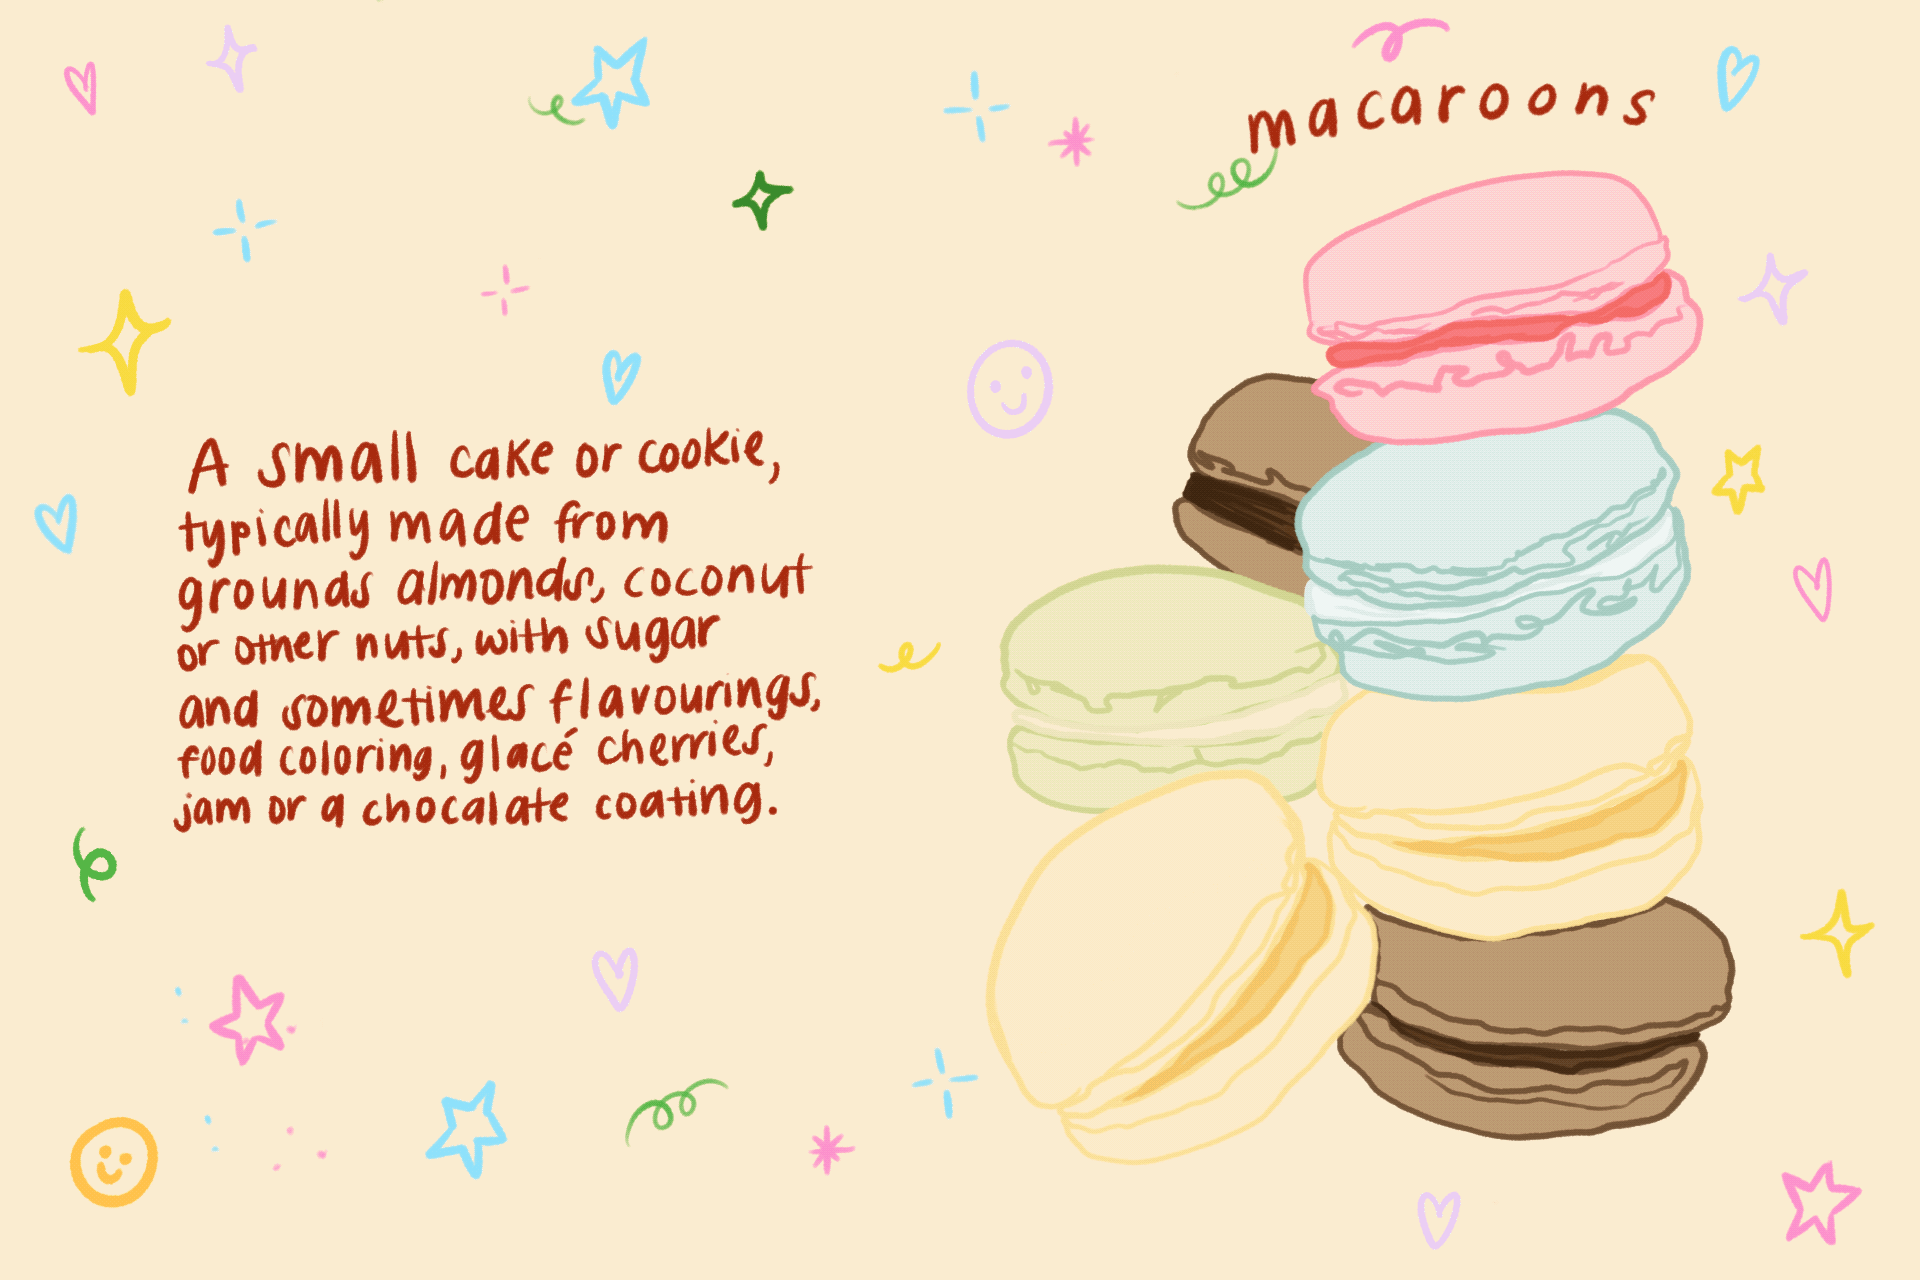 macaroons
A small cake or cookie,
typically made from
grounds almonds, coconut
or other nuts, with sugar
and sometimes flavourings,
food coloring, glacé cherries,
jam or a chocalate coating.